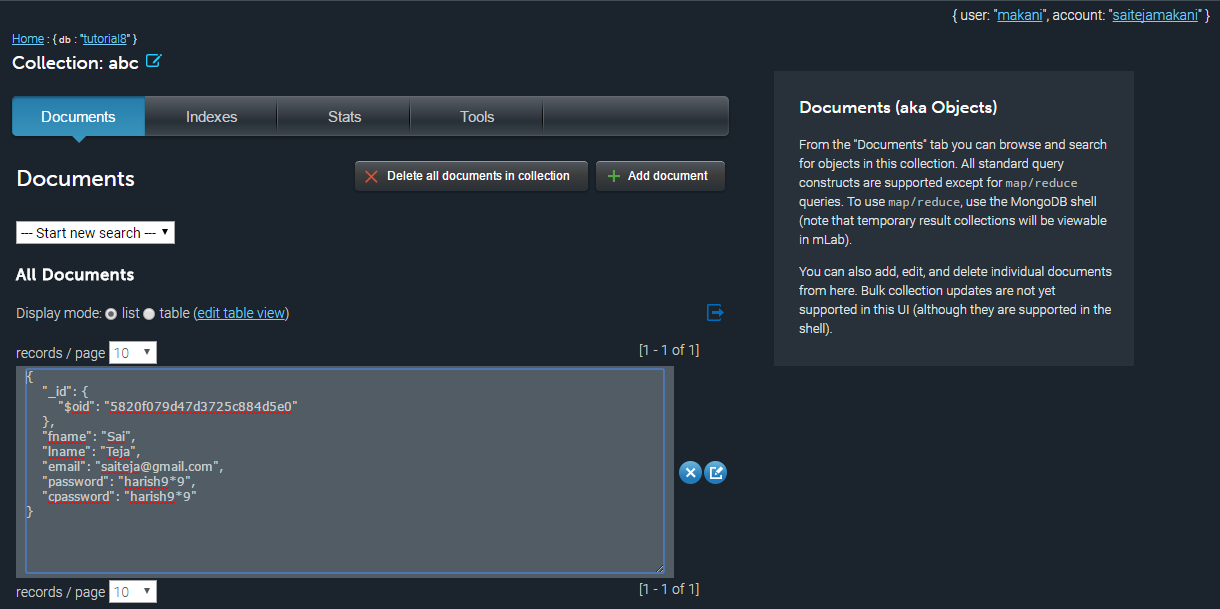 { user: "makani", account: "saitejamakani" }
Home : { db : "tutorial8" }
Collection: abc
Documents Indexes Stats Tools
Documents
Delete all documents in collection
Add document
--- Start new search ---
All Documents
Display mode: list table (edit table view)
records / page 10 [1 - 1 of 1]
{
"_id": {
"$oid": "5820f079d47d3725c884d5e0"
},
"fname": "Sai",
"lname": "Teja",
"email": "saiteja@gmail.com",
"password": "harish9*9",
"cpassword": "harish9*9"
}
records / page 10 [1 - 1 of 1]
Documents (aka Objects)
From the "Documents" tab you can browse and search
for objects in this collection. All standard query
constructs are supported except for map/reduce
queries. To use map/reduce, use the MongoDB shell
(note that temporary result collections will be viewable
in mLab).
You can also add, edit, and delete individual documents
from here. Bulk collection updates are not yet
supported in this UI (although they are supported in the
shell).